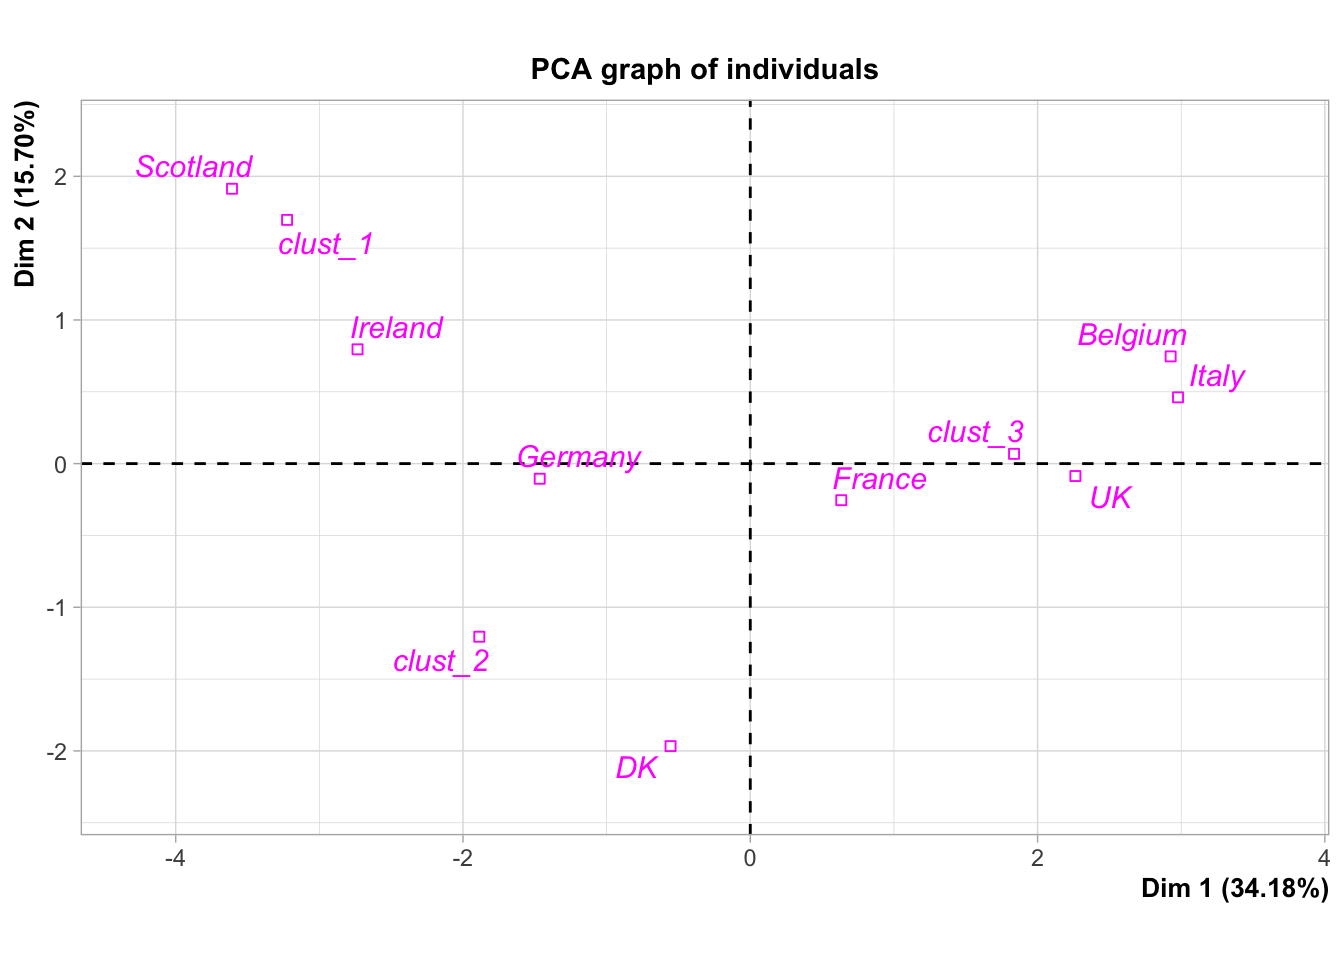 PCA graph of individuals
Dim 2 (15.70%)
2
1
0
-1
-2
Scotland
clust_1
Ireland
Belgium
Italy
clust_3
Germany
France
UK
clust_2
DK
-4
-2
0
2
4
Dim 1 (34.18%)